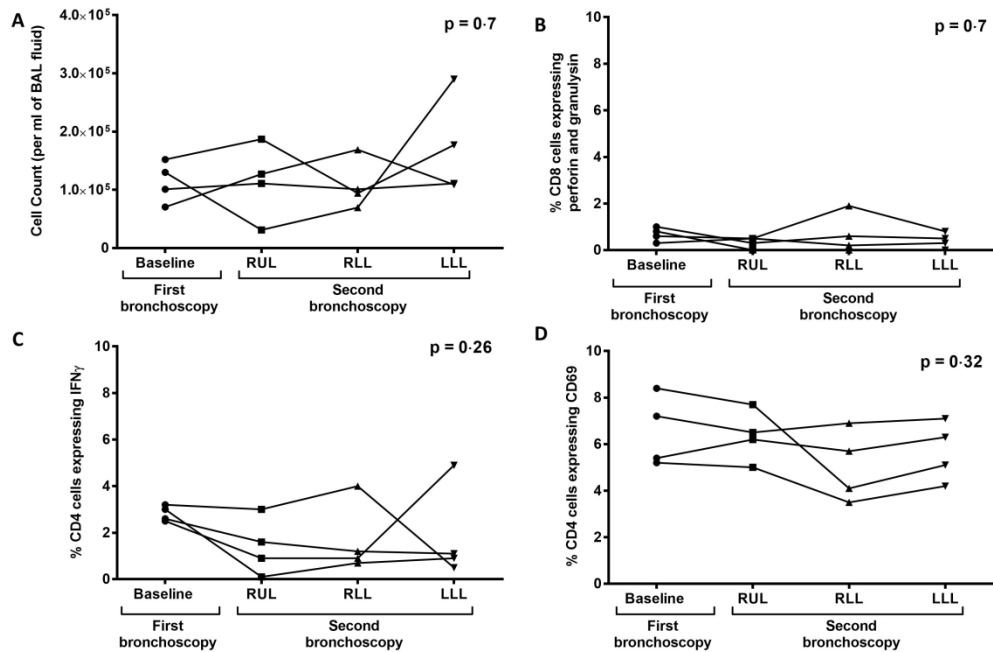 A
p = 0·7
Cell Count (per ml of BAL fluid)
4.0×10⁵
3.0×10⁵
2.0×10⁵
1.0×10⁵
0
Baseline RUL RLL LLL
First bronchoscopy
Second bronchoscopy
B
p = 0·7
% CD8 cells expressing
perforin and granulysin
10
8
6
4
2
0
Baseline RUL RLL LLL
First
bronchoscopy
Second
bronchoscopy
C
p = 0·26
% CD4 cells expressing IFNγ
10
8
6
4
2
0
Baseline RUL RLL LLL
First
bronchoscopy
Second
bronchoscopy
D
p = 0·32
% CD4 cells expressing CD69
10
8
6
4
2
0
Baseline RUL RLL LLL
First
bronchoscopy
Second
bronchoscopy